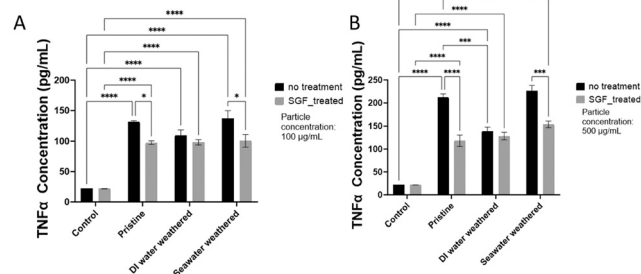 A
****
****
****
****
****
****
*
*
TNFα Concentration (pg/mL)
200
150
100
50
0
Control
Pristine
DI water weathered
Seawater weathered
no treatment
SGF_treated
Particle
concentration:
100 µg/mL
B
****
****
***
****
****
****
***
TNFα Concentration (pg/mL)
250
200
150
100
50
0
Control
Pristine
DI water weathered
Seawater weathered
no treatment
SGF_treated
Particle
concentration:
500 µg/mL